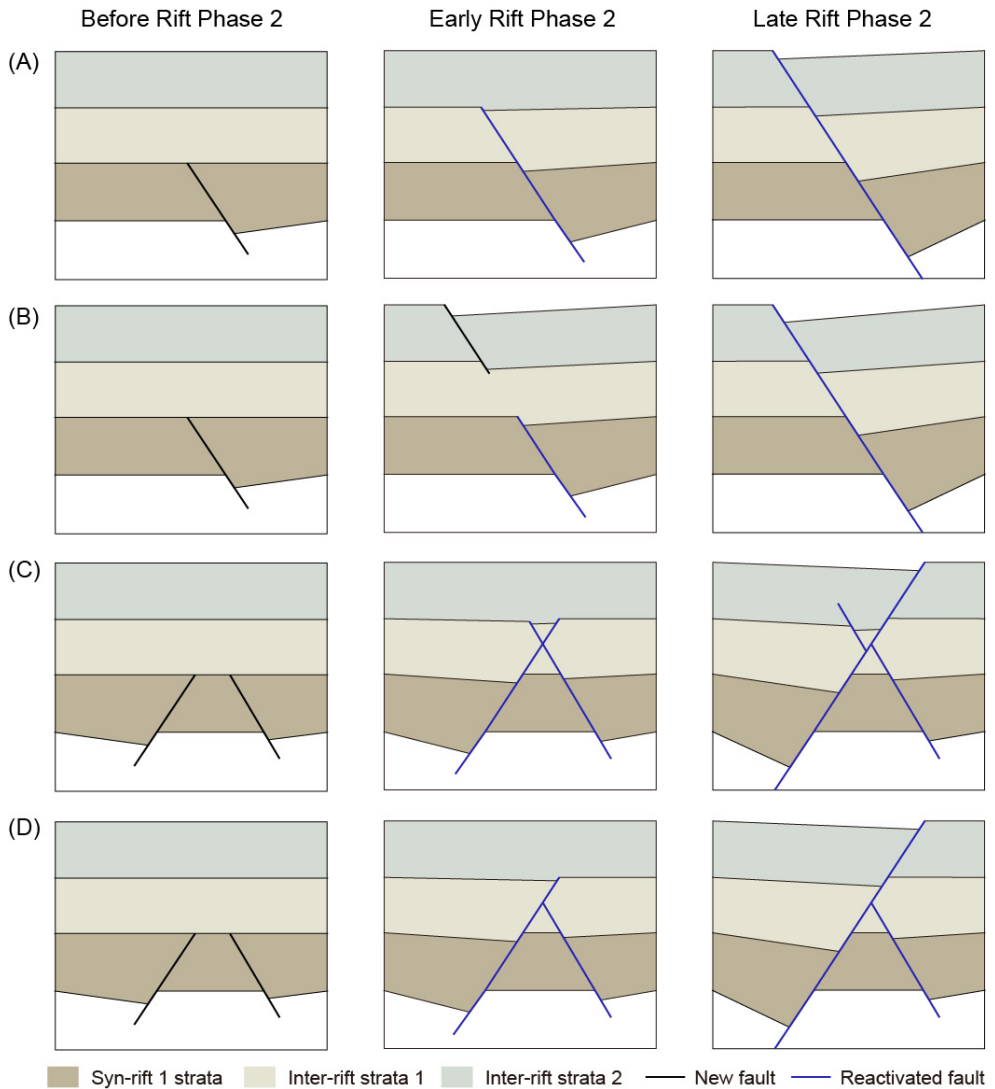 Before Rift Phase 2 Early Rift Phase 2 Late Rift Phase 2
(A)
(B)
(C)
(D)
Syn-rift 1 strata Inter-rift strata 1 Inter-rift strata 2 New fault Reactivated fault